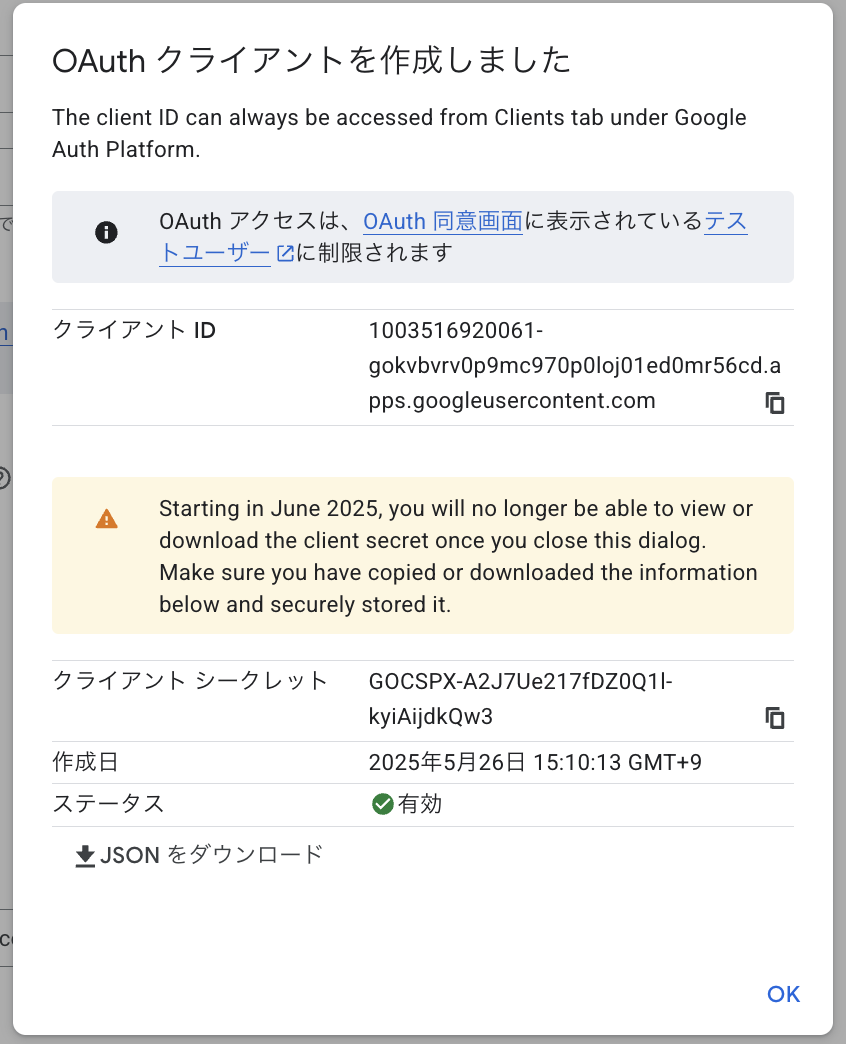 OAuth クライアントを作成しました
The client ID can always be accessed from Clients tab under Google
Auth Platform.
OAuth アクセスは、OAuth 同意画面に表示されているテス
トユーザーに制限されます
クライアント ID
1003516920061-
gokvbvrv0p9mc970p0loj01ed0mr56cd.a
pps.googleusercontent.com
Starting in June 2025, you will no longer be able to view or
download the client secret once you close this dialog.
Make sure you have copied or downloaded the information
below and securely stored it.
クライアント シークレット
GOCSPX-A2J7Ue217fDZ0Q1l-
kyiAijdkQw3
作成日
2025年5月26日 15:10:13 GMT+9
ステータス
有効
JSON をダウンロード
OK